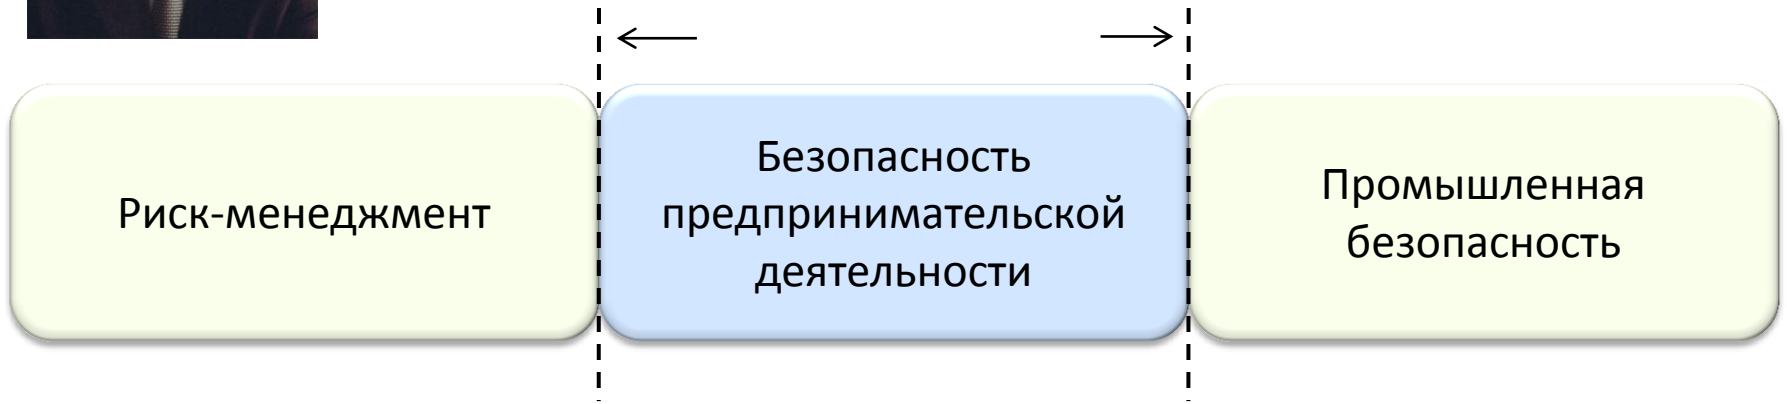 Риск-менеджмент
Безопасность
предпринимательской
деятельности
Промышленная
безопасность